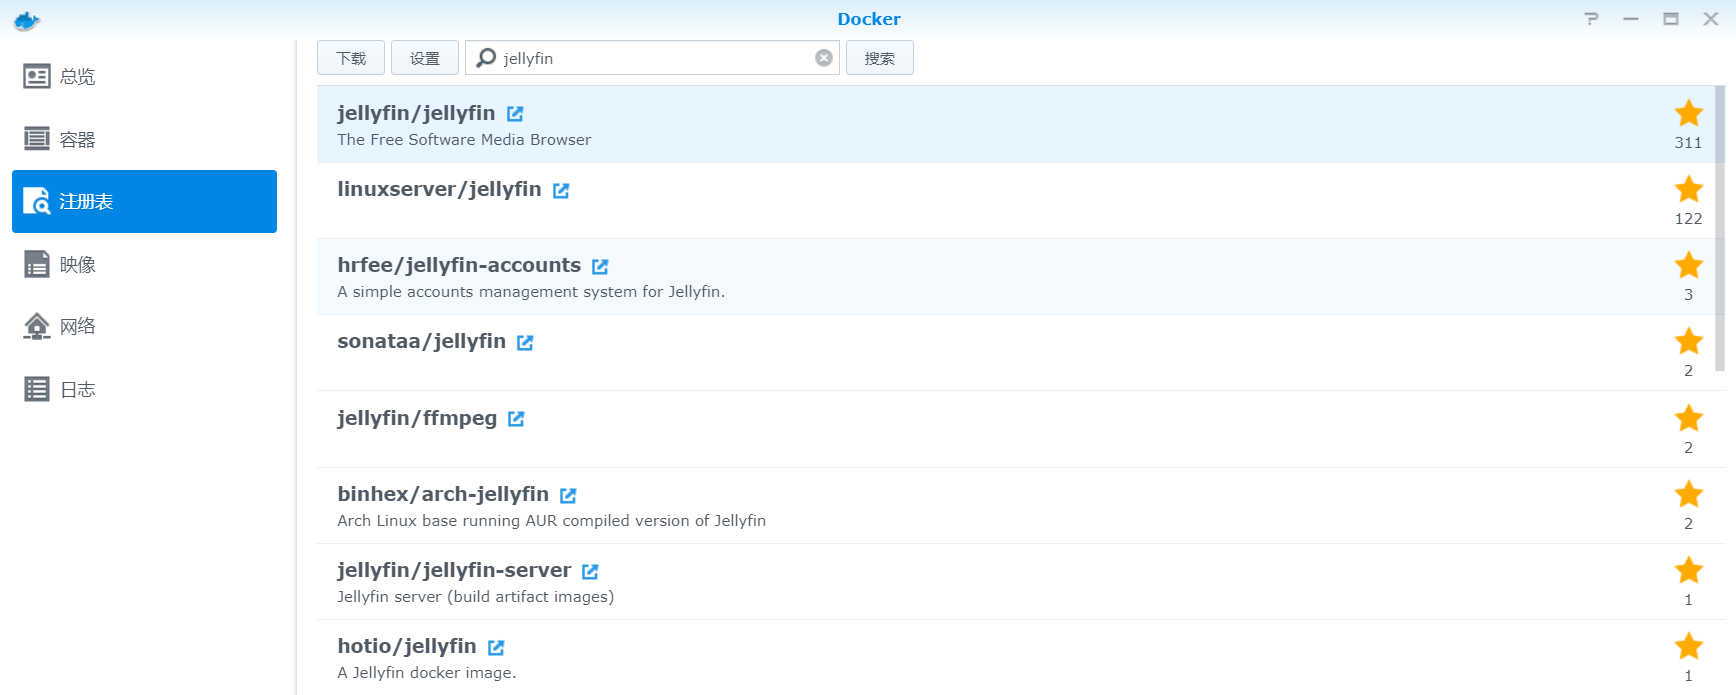 Docker
总览
容器
注册表
映像
网络
日志
下载 设置 jellyfin 搜索
jellyfin/jellyfin
The Free Software Media Browser
311
linuxserver/jellyfin
122
hrfee/jellyfin-accounts
A simple accounts management system for Jellyfin.
3
sonataa/jellyfin
2
jellyfin/ffmpeg
2
binhex/arch-jellyfin
Arch Linux base running AUR compiled version of Jellyfin
2
jellyfin/jellyfin-server
Jellyfin server (build artifact images)
1
hotio/jellyfin
A Jellyfin docker image.
1